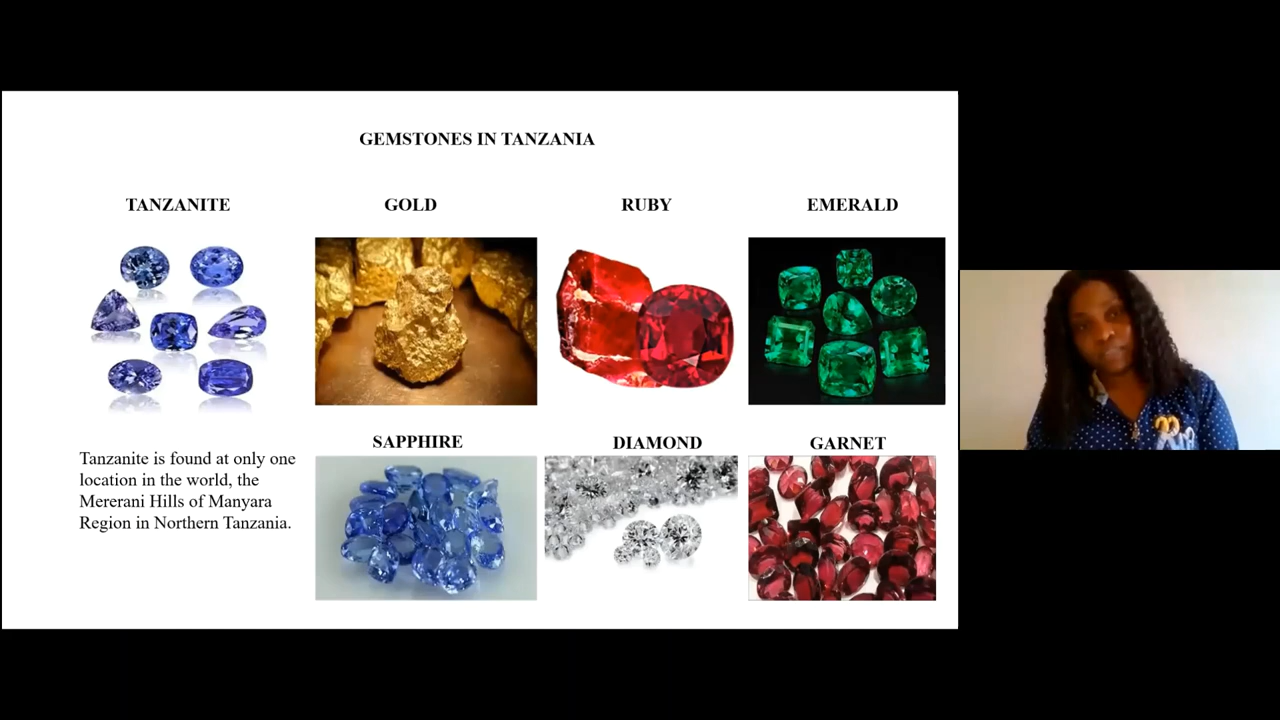 GEMSTONES IN TANZANIA
TANZANITE
GOLD
RUBY
EMERALD
SAPPHIRE
DIAMOND
GARNET
Tanzanite is found at only one
location in the world, the
Mererani Hills of Manyara
Region in Northern Tanzania.